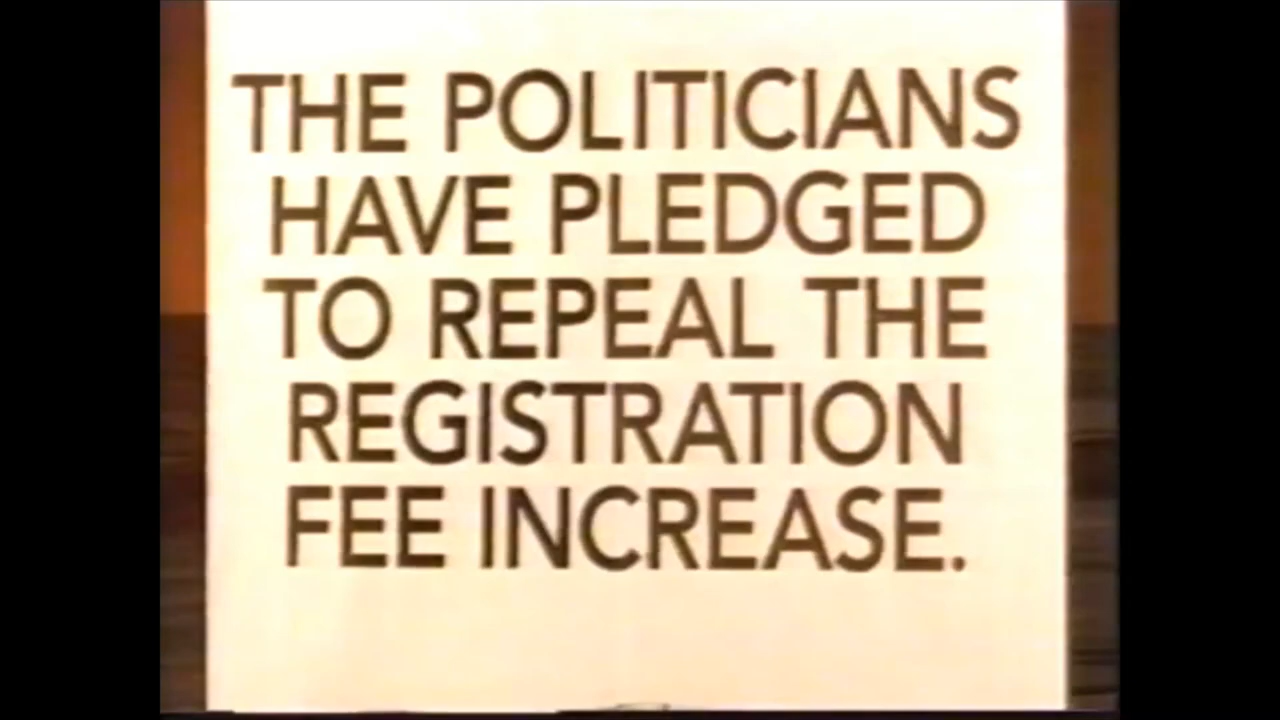 THE POLITICIANS
HAVE PLEDGED
TO REPEAL THE
REGISTRATION
FEE INCREASE.